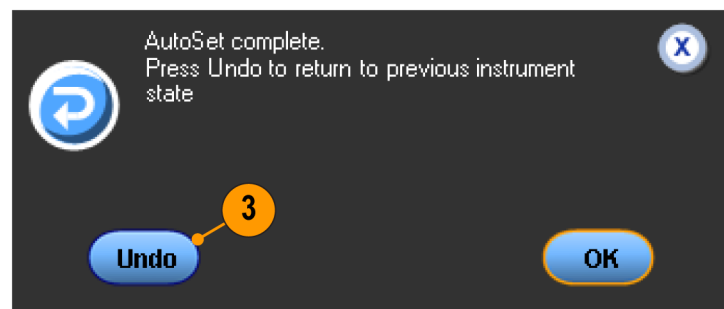 AutoSet complete.
Press Undo to return to previous instrument
state
X
3
Undo
OK